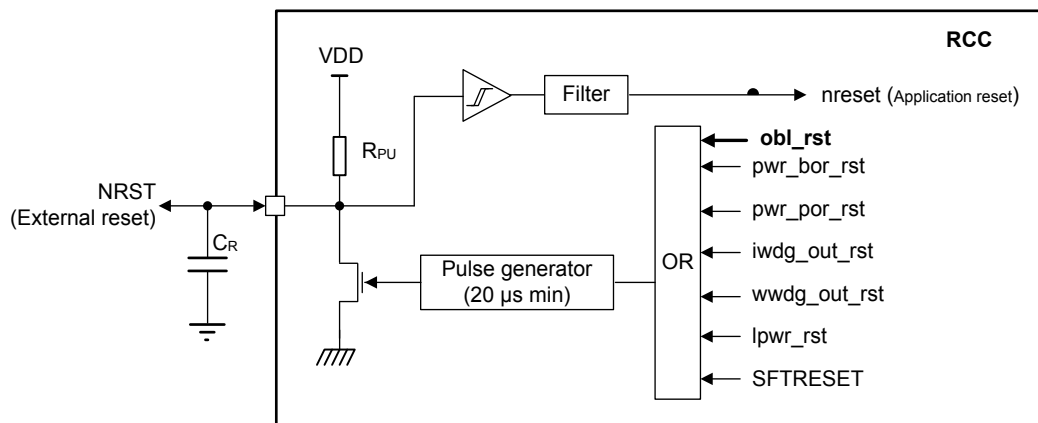 RCC
VDD
RPU
Filter
nreset (Application reset)
NRST
(External reset)
CR
Pulse generator
(20 µs min)
OR
obl_rst
pwr_bor_rst
pwr_por_rst
iwdg_out_rst
wwdg_out_rst
lpwr_rst
SFTRESET